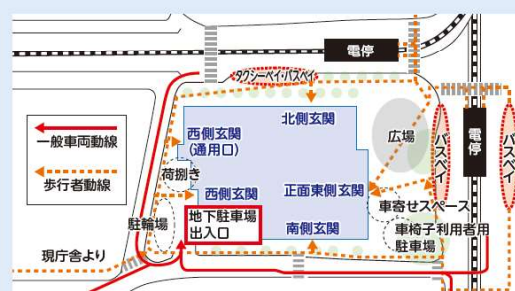 電停
タクシーベイ・バスベイ
一般車両動線
歩行者動線
西側玄関
(通用口)
北側玄関
広場
バスベイ
電停
バスベイ
荷捌き
西側玄関
正面東側玄関
車寄せスペース
駐輪場
地下駐車場
出入口
南側玄関
車椅子利用者用
駐車場
現庁舎より